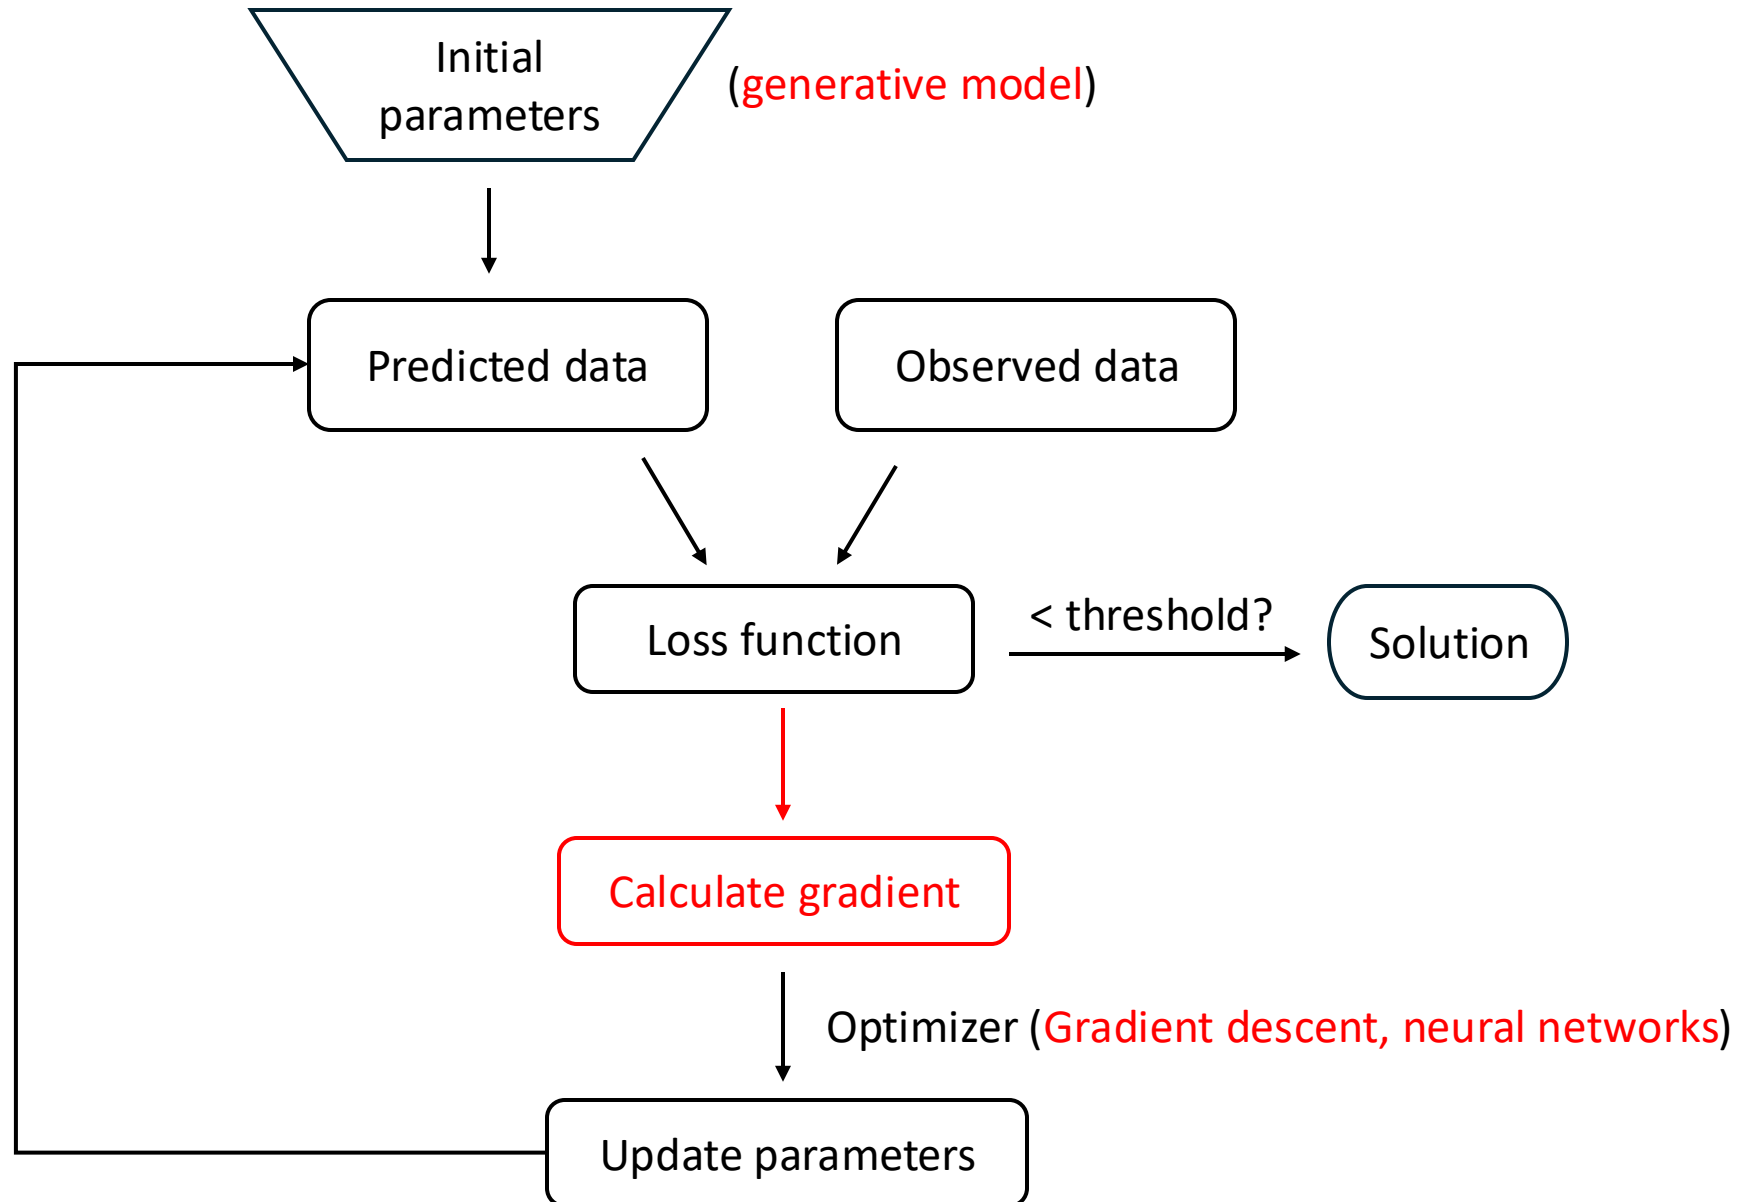 Initial
parameters
(generative model)
Predicted data
Observed data
Loss function
< threshold?
Solution
Calculate gradient
Optimizer (Gradient descent, neural networks)
Update parameters